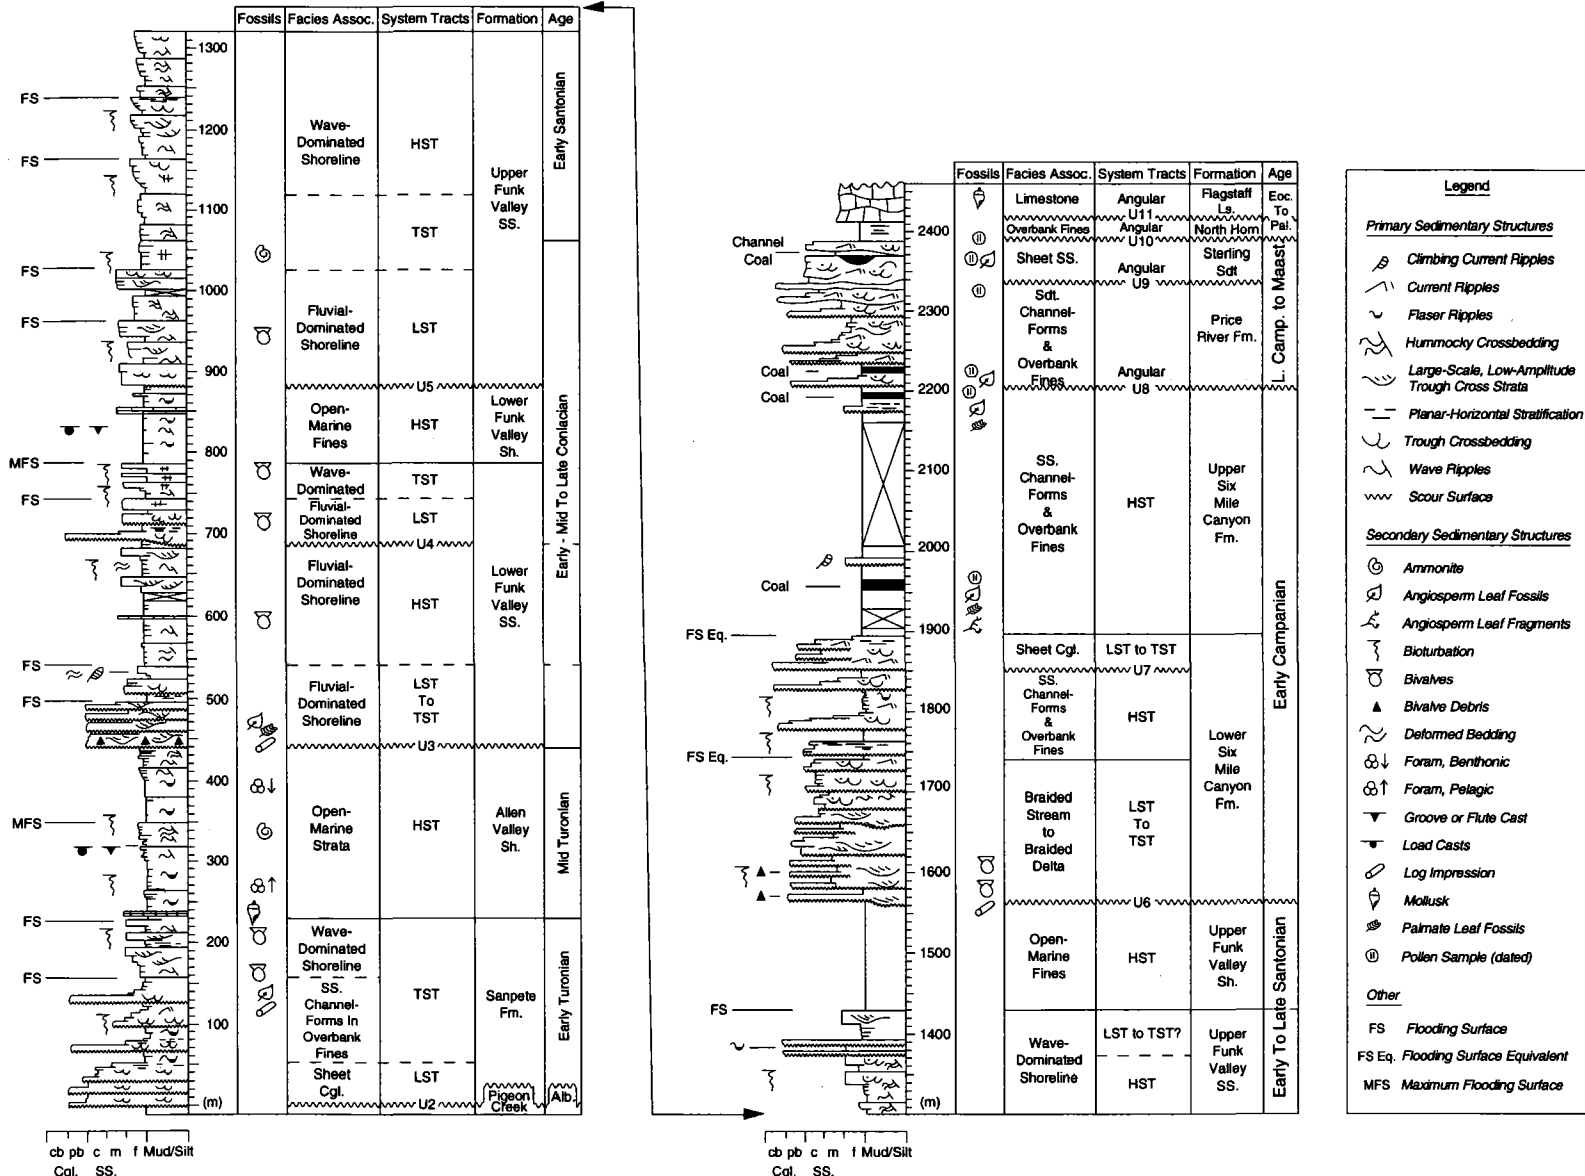 Fossils Facies Assoc. System Tracts Formation Age
1300
1200
1100
1000
900
800
700
600
500
400
300
200
100
(m)
FS
FS
FS
FS
MFS
FS
FS
FS
MFS
FS
FS
Wave-
Dominated
Shoreline
HST
TST
Upper
Funk
Valley
SS.
Early Santonian
Fluvial-
Dominated
Shoreline
LST
U5
Open-
Marine
Fines
HST
Lower
Funk
Valley
Sh.
Wave-
Dominated
TST
Fluvial-
Dominated
Shoreline
LST
U4
Fluvial-
Dominated
Shoreline
HST
Lower
Funk
Valley
SS.
Early - Mid To Late Coniacian
Fluvial-
Dominated
Shoreline
LST
To
TST
U3
Open-
Marine
Strata
HST
Allen
Valley
Sh.
Mid Turonian
Wave-
Dominated
Shoreline
SS.
Channel-
Forms In
Overbank
Fines
TST
Sanpete
Fm.
Early Turonian
Sheet
Cgl.
LST
U2
Pigeon
Creek
Alb.
cb pb c m f Mud/Silt
Cgl. SS.
Fossils Facies Assoc. System Tracts Formation Age
2400
2300
2200
2100
2000
1900
1800
1700
1600
1500
1400
(m)
Channel
Coal
Coal
Coal
Coal
FS Eq.
FS Eq.
FS
Limestone
Angular
U11
Flagstaff
Ls.
Eoc.
To
Pal.
Overbank Fines
Angular
U10
North Horn
Sheet SS.
Angular
U9
Sterling
Sdt
Sdt.
Channel-
Forms
&
Overbank
Fines
Angular
U8
Price
River Fm.
L. Camp. to Maast.
SS.
Channel-
Forms
&
Overbank
Fines
HST
Upper
Six
Mile
Canyon
Fm.
Sheet Cgl.
LST to TST
U7
SS.
Channel-
Forms
&
Overbank
Fines
HST
Lower
Six
Mile
Canyon
Fm.
Early Campanian
Braided
Stream
to
Braided
Delta
LST
To
TST
U6
Open-
Marine
Fines
HST
Upper
Funk
Valley
Sh.
Wave-
Dominated
Shoreline
LST to TST?
HST
Upper
Funk
Valley
SS.
Early To Late Santonian
cb pb c m f Mud/Silt
Cgl. SS.
Legend
Primary Sedimentary Structures
Climbing Current Ripples
Current Ripples
Flaser Ripples
Hummocky Crossbedding
Large-Scale, Low-Amplitude
Trough Cross Strata
Planar-Horizontal Stratification
Trough Crossbedding
Wave Ripples
Scour Surface
Secondary Sedimentary Structures
Ammonite
Angiosperm Leaf Fossils
Angiosperm Leaf Fragments
Bioturbation
Bivalves
Bivalve Debris
Deformed Bedding
Foram, Benthonic
Foram, Pelagic
Groove or Flute Cast
Load Casts
Log Impression
Mollusk
Palmate Leaf Fossils
Pollen Sample (dated)
Other
FS Flooding Surface
FS Eq. Flooding Surface Equivalent
MFS Maximum Flooding Surface